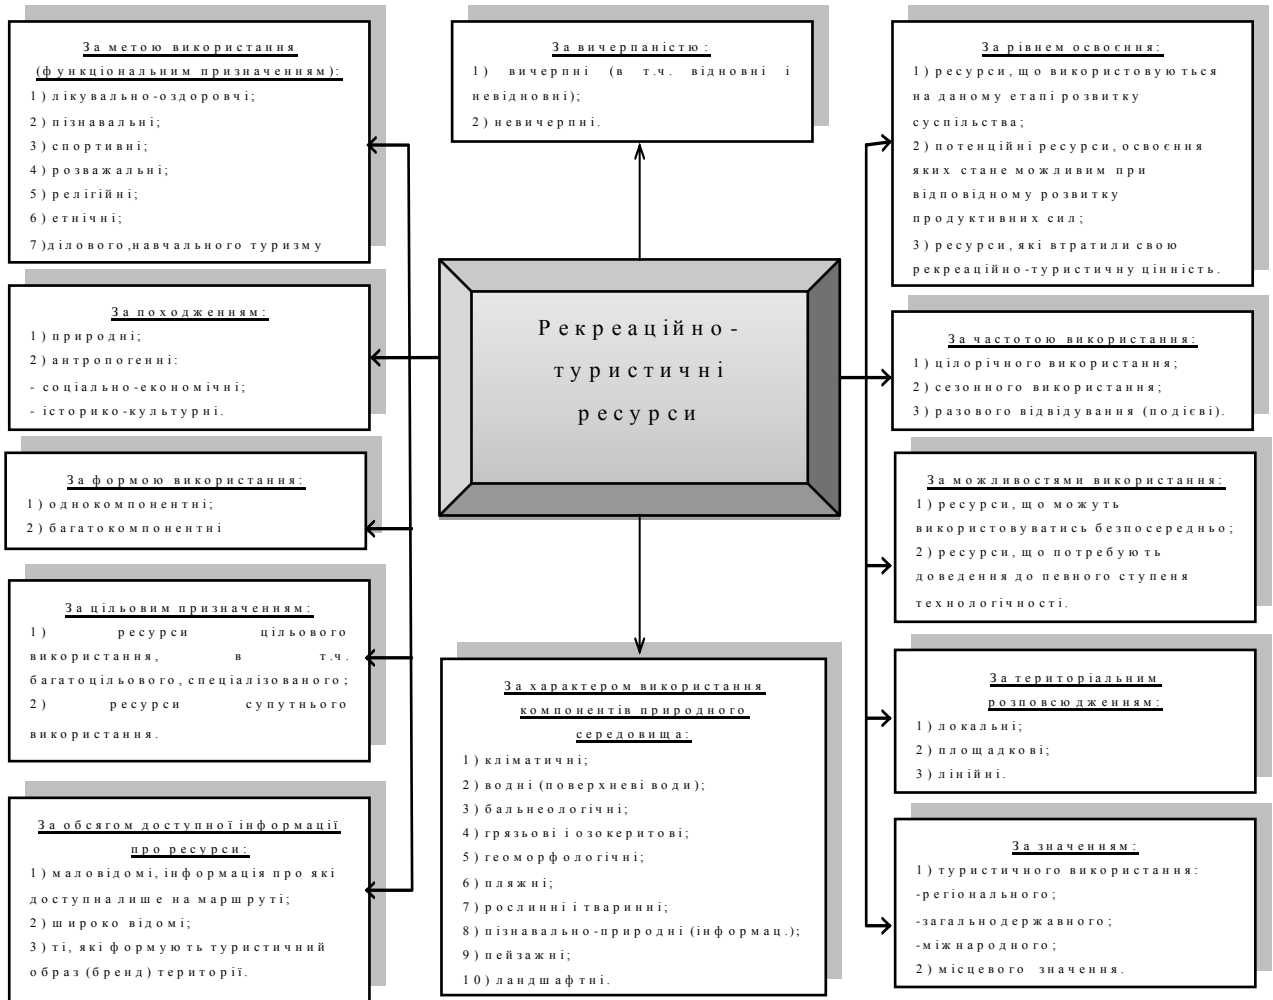 За метою використання
(функціональним призначенням):
1) лікувально-оздоровчі;
2) пізнавальні;
3) спортивні;
4) розважальні;
5) релігійні;
6) етнічні;
7)ділового,навчального туризму
За походженням:
1) природні;
2) антропогенні:
- соціально-економічні;
- історико-культурні.
За формою використання:
1) однокомпонентні;
2) багатокомпонентні
За цільовим призначенням:
1) ресурси цільового
використання, в т.ч.
багатоцільового, спеціалізованого;
2) ресурси супутнього
використання.
За обсягом доступної інформації
про ресурси:
1) маловідомі, інформація про які
доступна лише на маршруті;
2) широко відомі;
3) ті, які формують туристичний
образ (бренд) території.
За вичерпаністю:
1) вичерпні (в т.ч. відновні і
невідновні);
2) невичерпні.
Рекреаційно-
туристичні
ресурси
За характером використання
компонентів природного
середовища:
1) кліматичні;
2) водні (поверхневі води);
3) бальнеологічні;
4) грязьові і озокеритові;
5) геоморфологічні;
6) пляжні;
7) рослинні і тваринні;
8) пізнавально-природні (інформац.);
9) пейзажні;
10) ландшафтні.
За рівнем освоєння:
1) ресурси, що використовуються
на даному етапі розвитку
суспільства;
2) потенційні ресурси, освоєння
яких стане можливим при
відповідному розвитку
продуктивних сил;
3) ресурси, які втратили свою
рекреаційно-туристичну цінність.
За частотою використання:
1) цілорічного використання;
2) сезонного використання;
3) разового відвідування (подієві).
За можливостями використання:
1) ресурси, що можуть
використовуватись безпосередньо;
2) ресурси, що потребують
доведення до певного ступеня
технологічності.
За територіальним
розповсюдженням:
1) локальні;
2) площадкові;
3) лінійні.
За значенням:
1) туристичного використання:
-регіонального;
-загальнодержавного;
-міжнародного;
2) місцевого значення.